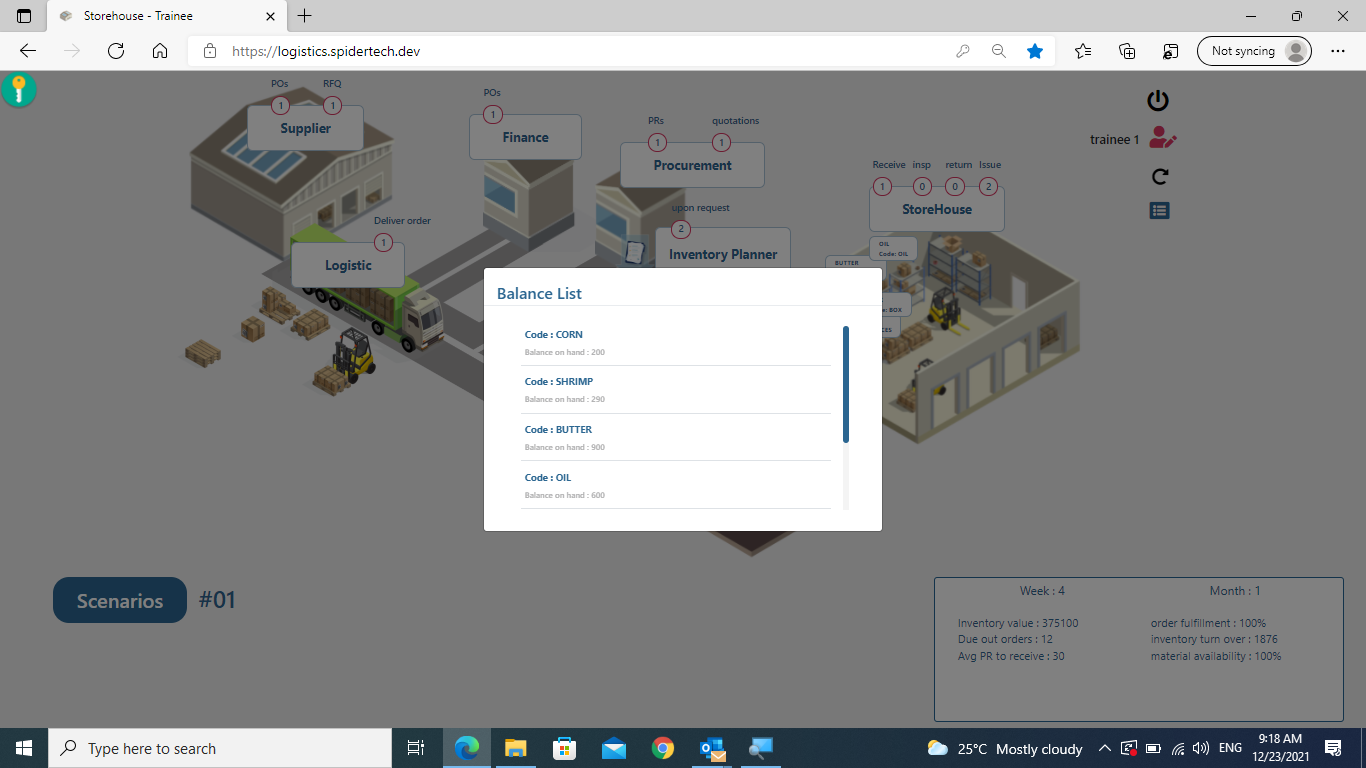 Storehouse - Trainee
https://logistics.spidertech.dev
Not syncing
POs
RFQ
1
1
Supplier
POs
1
Finance
PRs
quotations
1
1
Procurement
trainee 1
Receive
insp
return
Issue
1
0
0
2
StoreHouse
upon request
2
Inventory Planner
Deliver order
1
Logistic
OIL
Code: OIL
BUTTER
e: BOX
CES
Balance List
Code : CORN
Balance on hand : 200
Code : SHRIMP
Balance on hand : 290
Code : BUTTER
Balance on hand : 900
Code : OIL
Balance on hand : 600
Scenarios
#01
Week : 4
Month : 1
Inventory value : 375100
order fulfillment : 100%
Due out orders : 12
inventory turn over : 1876
Avg PR to receive : 30
material availability : 100%
Type here to search
25°C Mostly cloudy
ENG
9:18 AM
12/23/2021